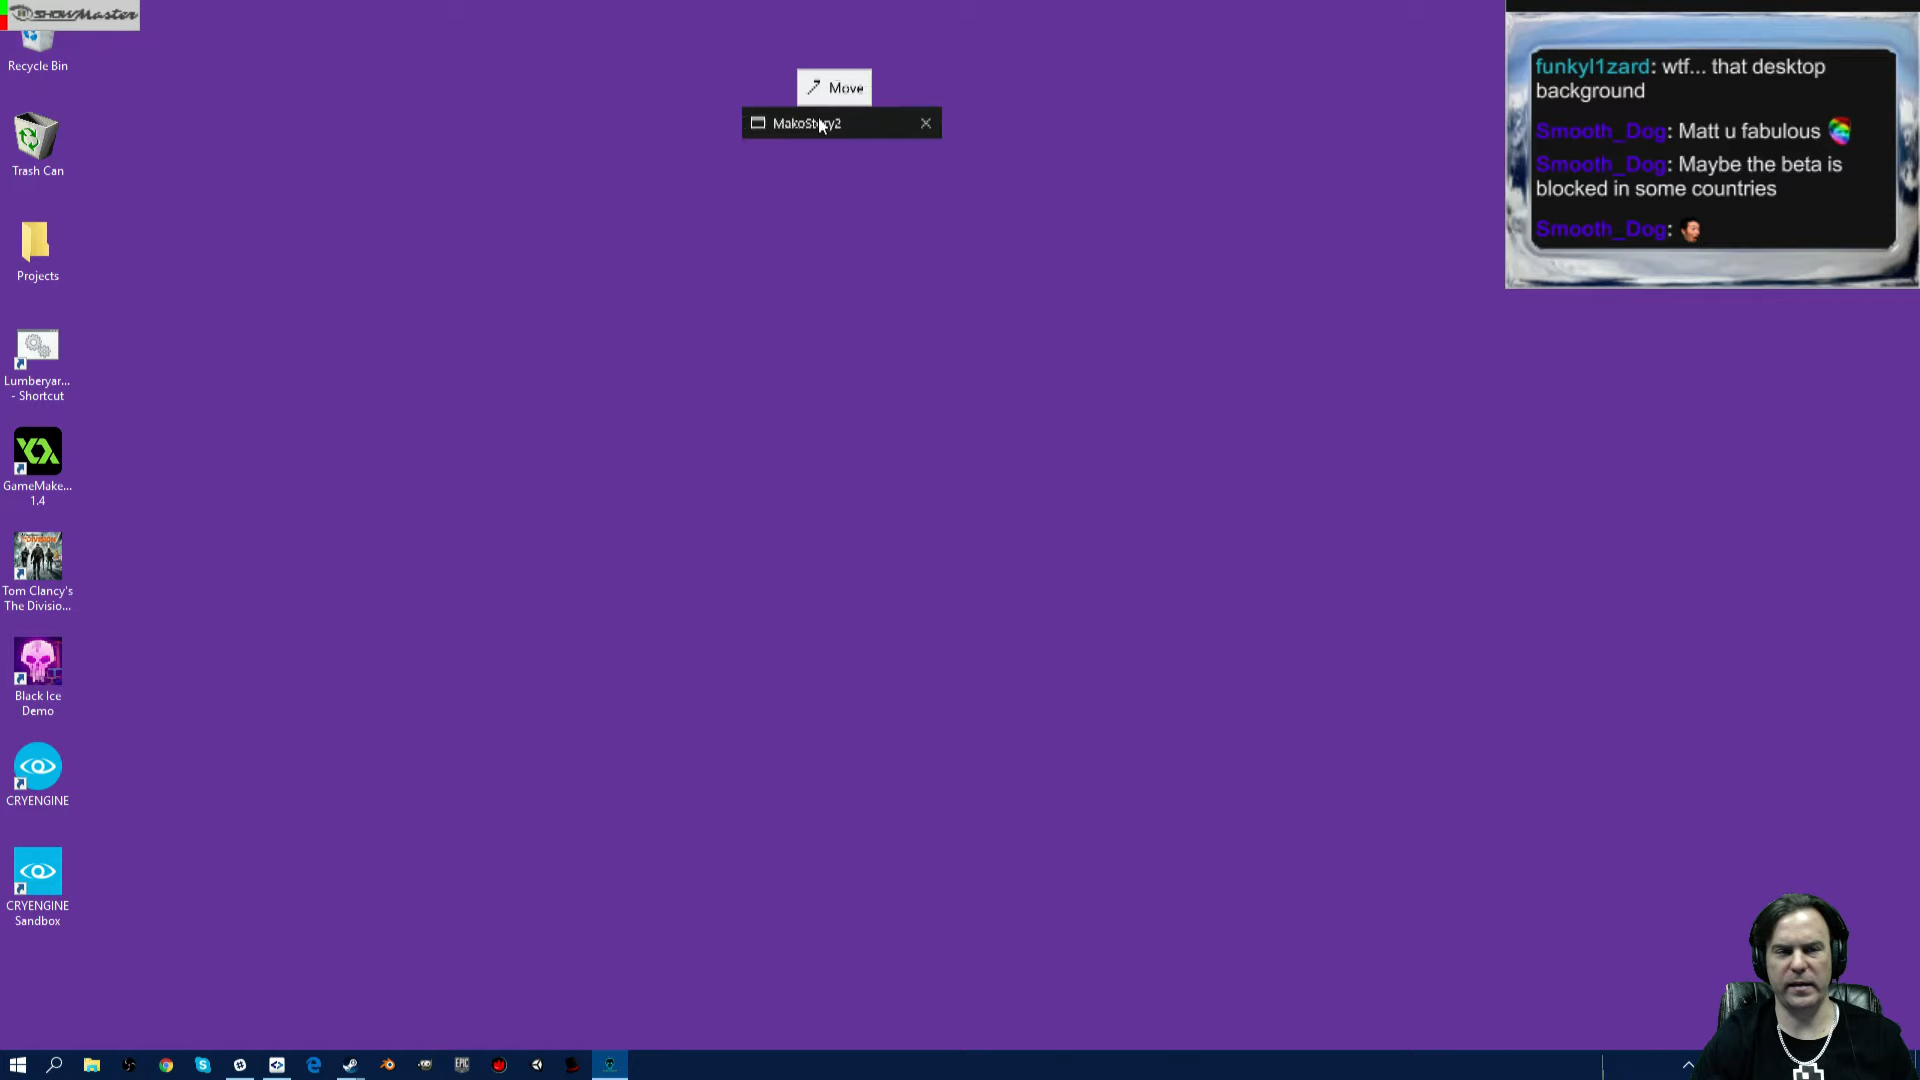 SHOWMaster
Recycle Bin
Trash Can
Projects
Lumberyar...
- Shortcut
GameMake...
1.4
Tom Clancy's
The Divisio...
Black Ice
Demo
CRYENGINE
CRYENGINE
Sandbox
Move
MakoStory2
funkyl1zard: wtf... that desktop
background
Smooth_Dog: Matt u fabulous
Smooth_Dog: Maybe the beta is
blocked in some countries
Smooth_Dog:
EPIC